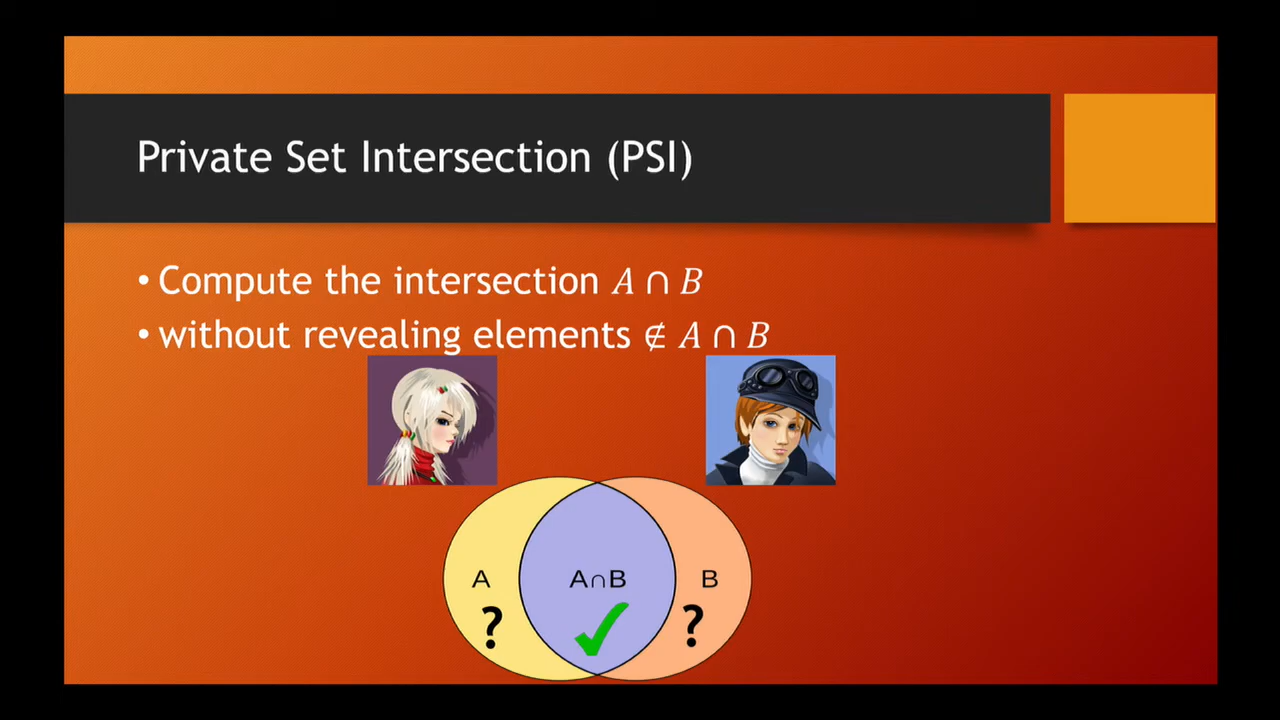 Private Set Intersection (PSI)
• Compute the intersection 𝐴 ∩ 𝐵
• without revealing elements ∉ 𝐴 ∩ 𝐵
A A∩B B
? ?